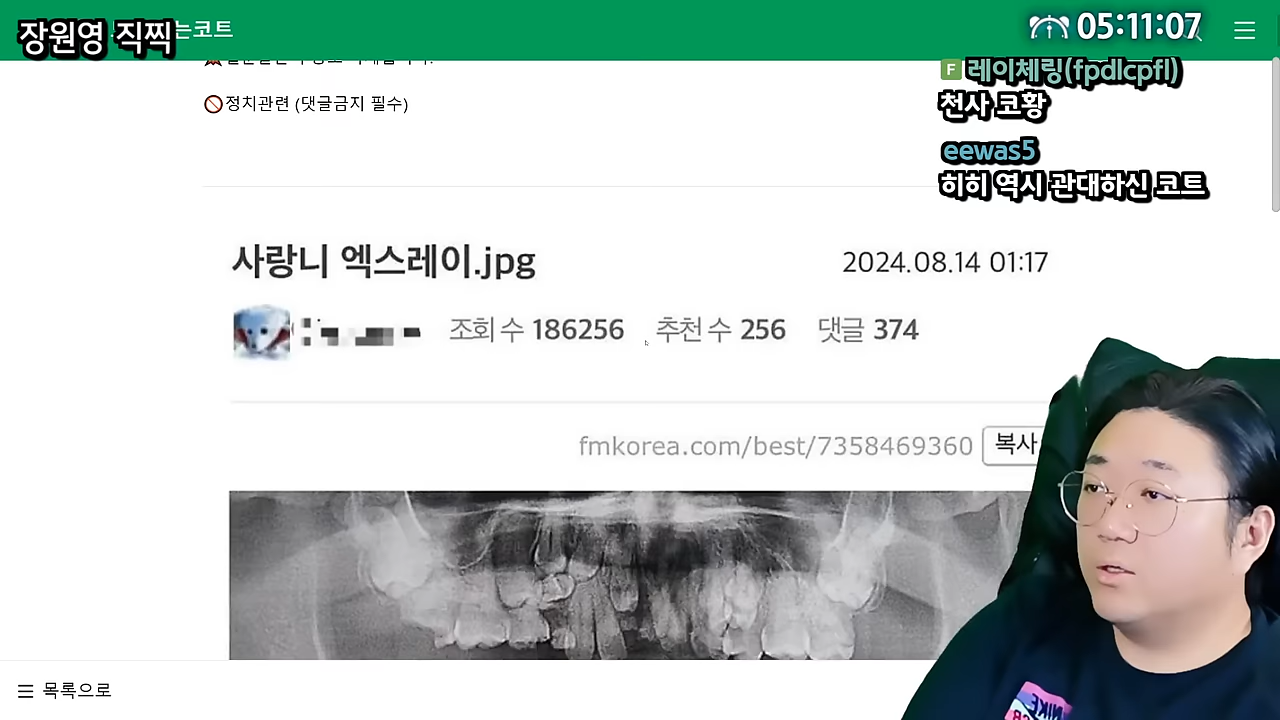 장원영 직찍
는코트
05:11:07
정치관련 (댓글금지 필수)
레이체링(fpdlcpfl)
천사 코황
eewas5
히히 역시 관대하신 코트
사랑니 엑스레이.jpg
2024.08.14 01:17
조회 수 186256 추천 수 256 댓글 374
fmkorea.com/best/7358469360
복사
목록으로
NIKE